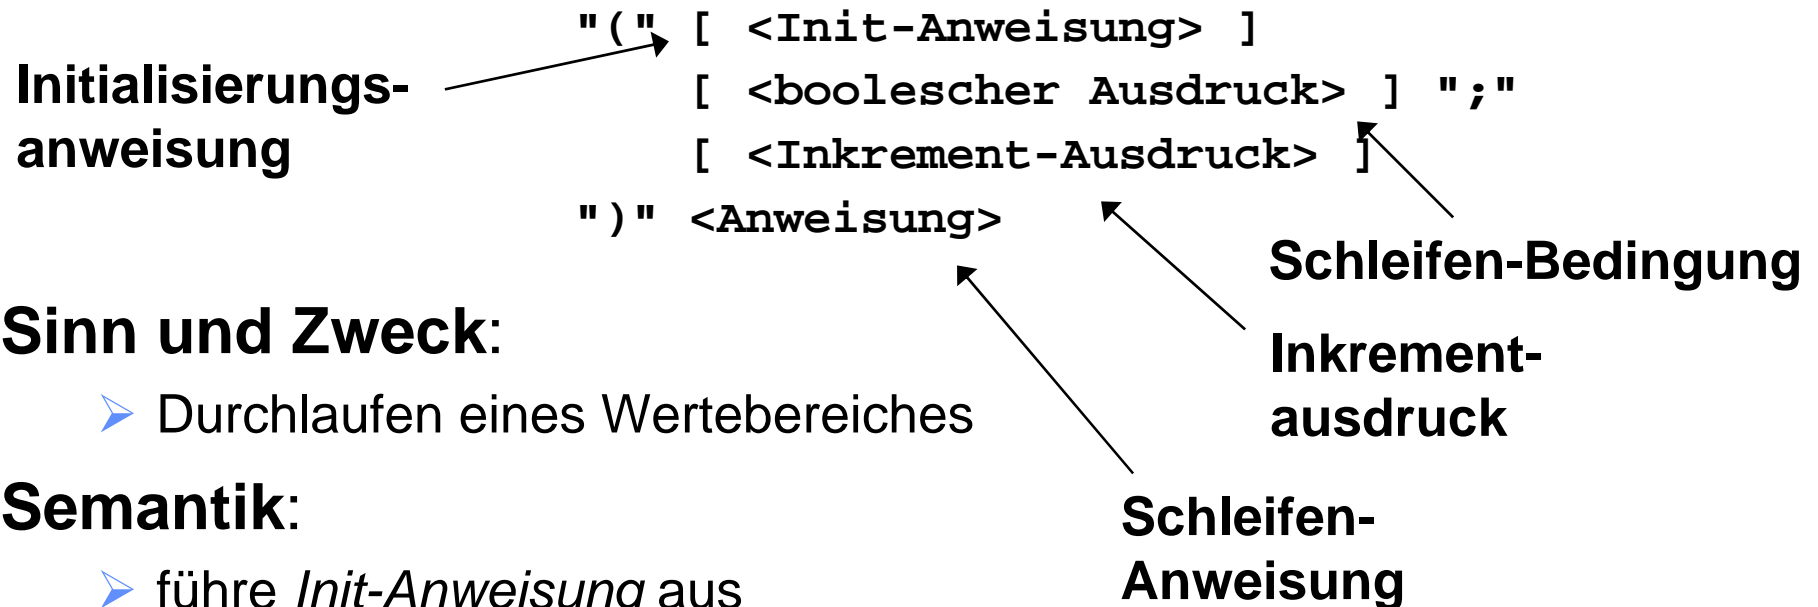 "(" [ <Init-Anweisung> ]
Initialisierungs-
anweisung
[ <boolescher Ausdruck> ] ";"
[ <Inkrement-Ausdruck> ]
")" <Anweisung>
Schleifen-Bedingung
Sinn und Zweck:
Inkrement-
ausdruck
Durchlaufen eines Wertebereiches
Semantik:
Schleifen-
Anweisung
führe Init-Anweisung aus